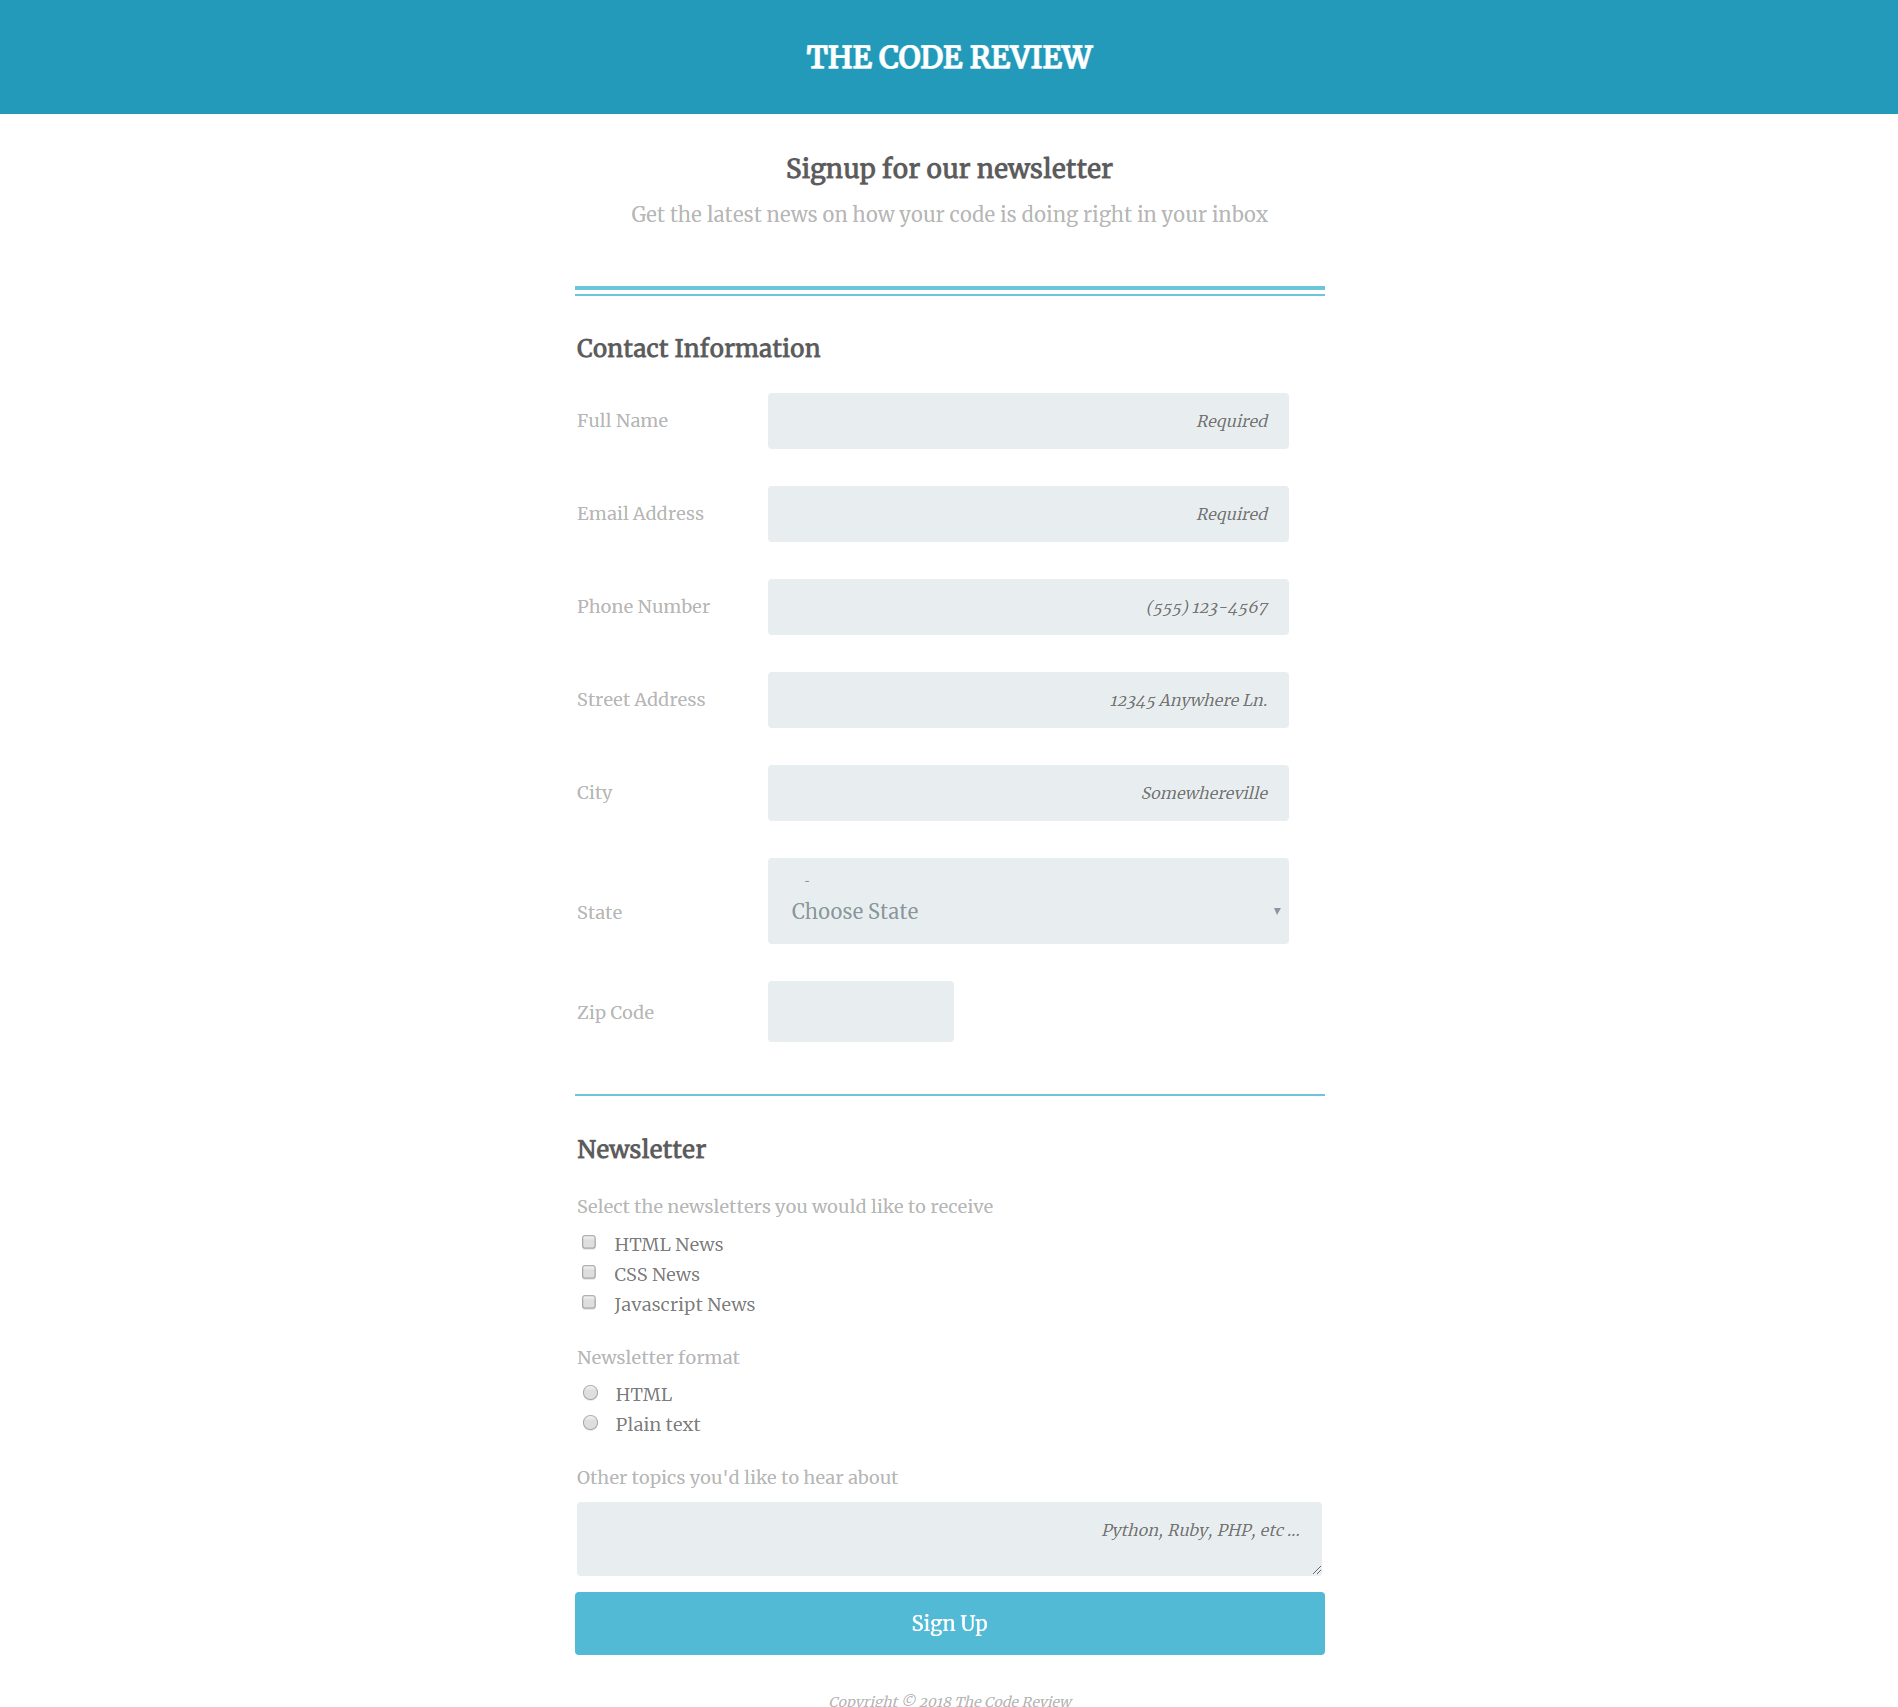 THE CODE REVIEW
Signup for our newsletter
Get the latest news on how your code is doing right in your inbox
Contact Information
Full Name Required
Email Address Required
Phone Number (555) 123-4567
Street Address 12345 Anywhere Ln.
City Somewhereville
-
State Choose State
Zip Code
Newsletter
Select the newsletters you would like to receive
HTML News
CSS News
Javascript News
Newsletter format
HTML
Plain text
Other topics you'd like to hear about
Python, Ruby, PHP, etc ...
Sign Up
Copyright © 2018 The Code Review